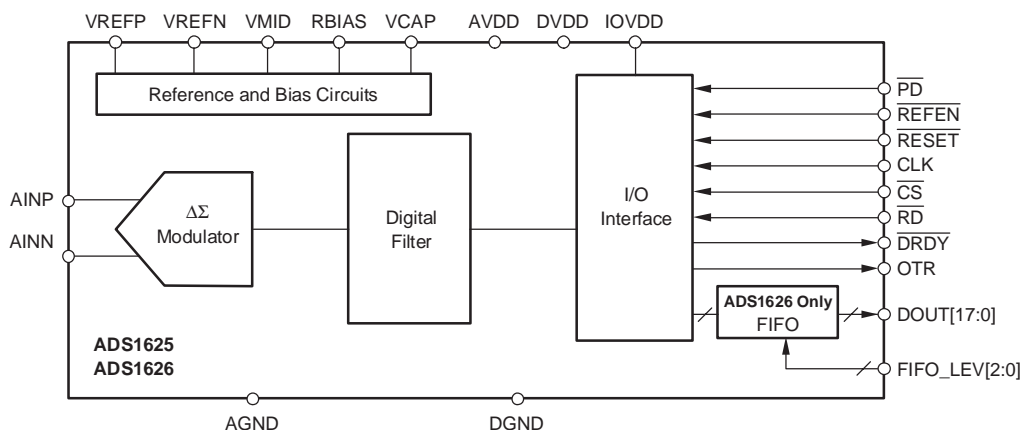 VREFP VREFN VMID RBIAS VCAP AVDD DVDD IOVDD
Reference and Bias Circuits
PD
REFEN
RESET
CLK
CS
RD
DRDY
OTR
AINP
AINN
ΔΣ
Modulator
Digital
Filter
I/O
Interface
ADS1626 Only
FIFO
DOUT[17:0]
FIFO_LEV[2:0]
ADS1625
ADS1626
AGND DGND